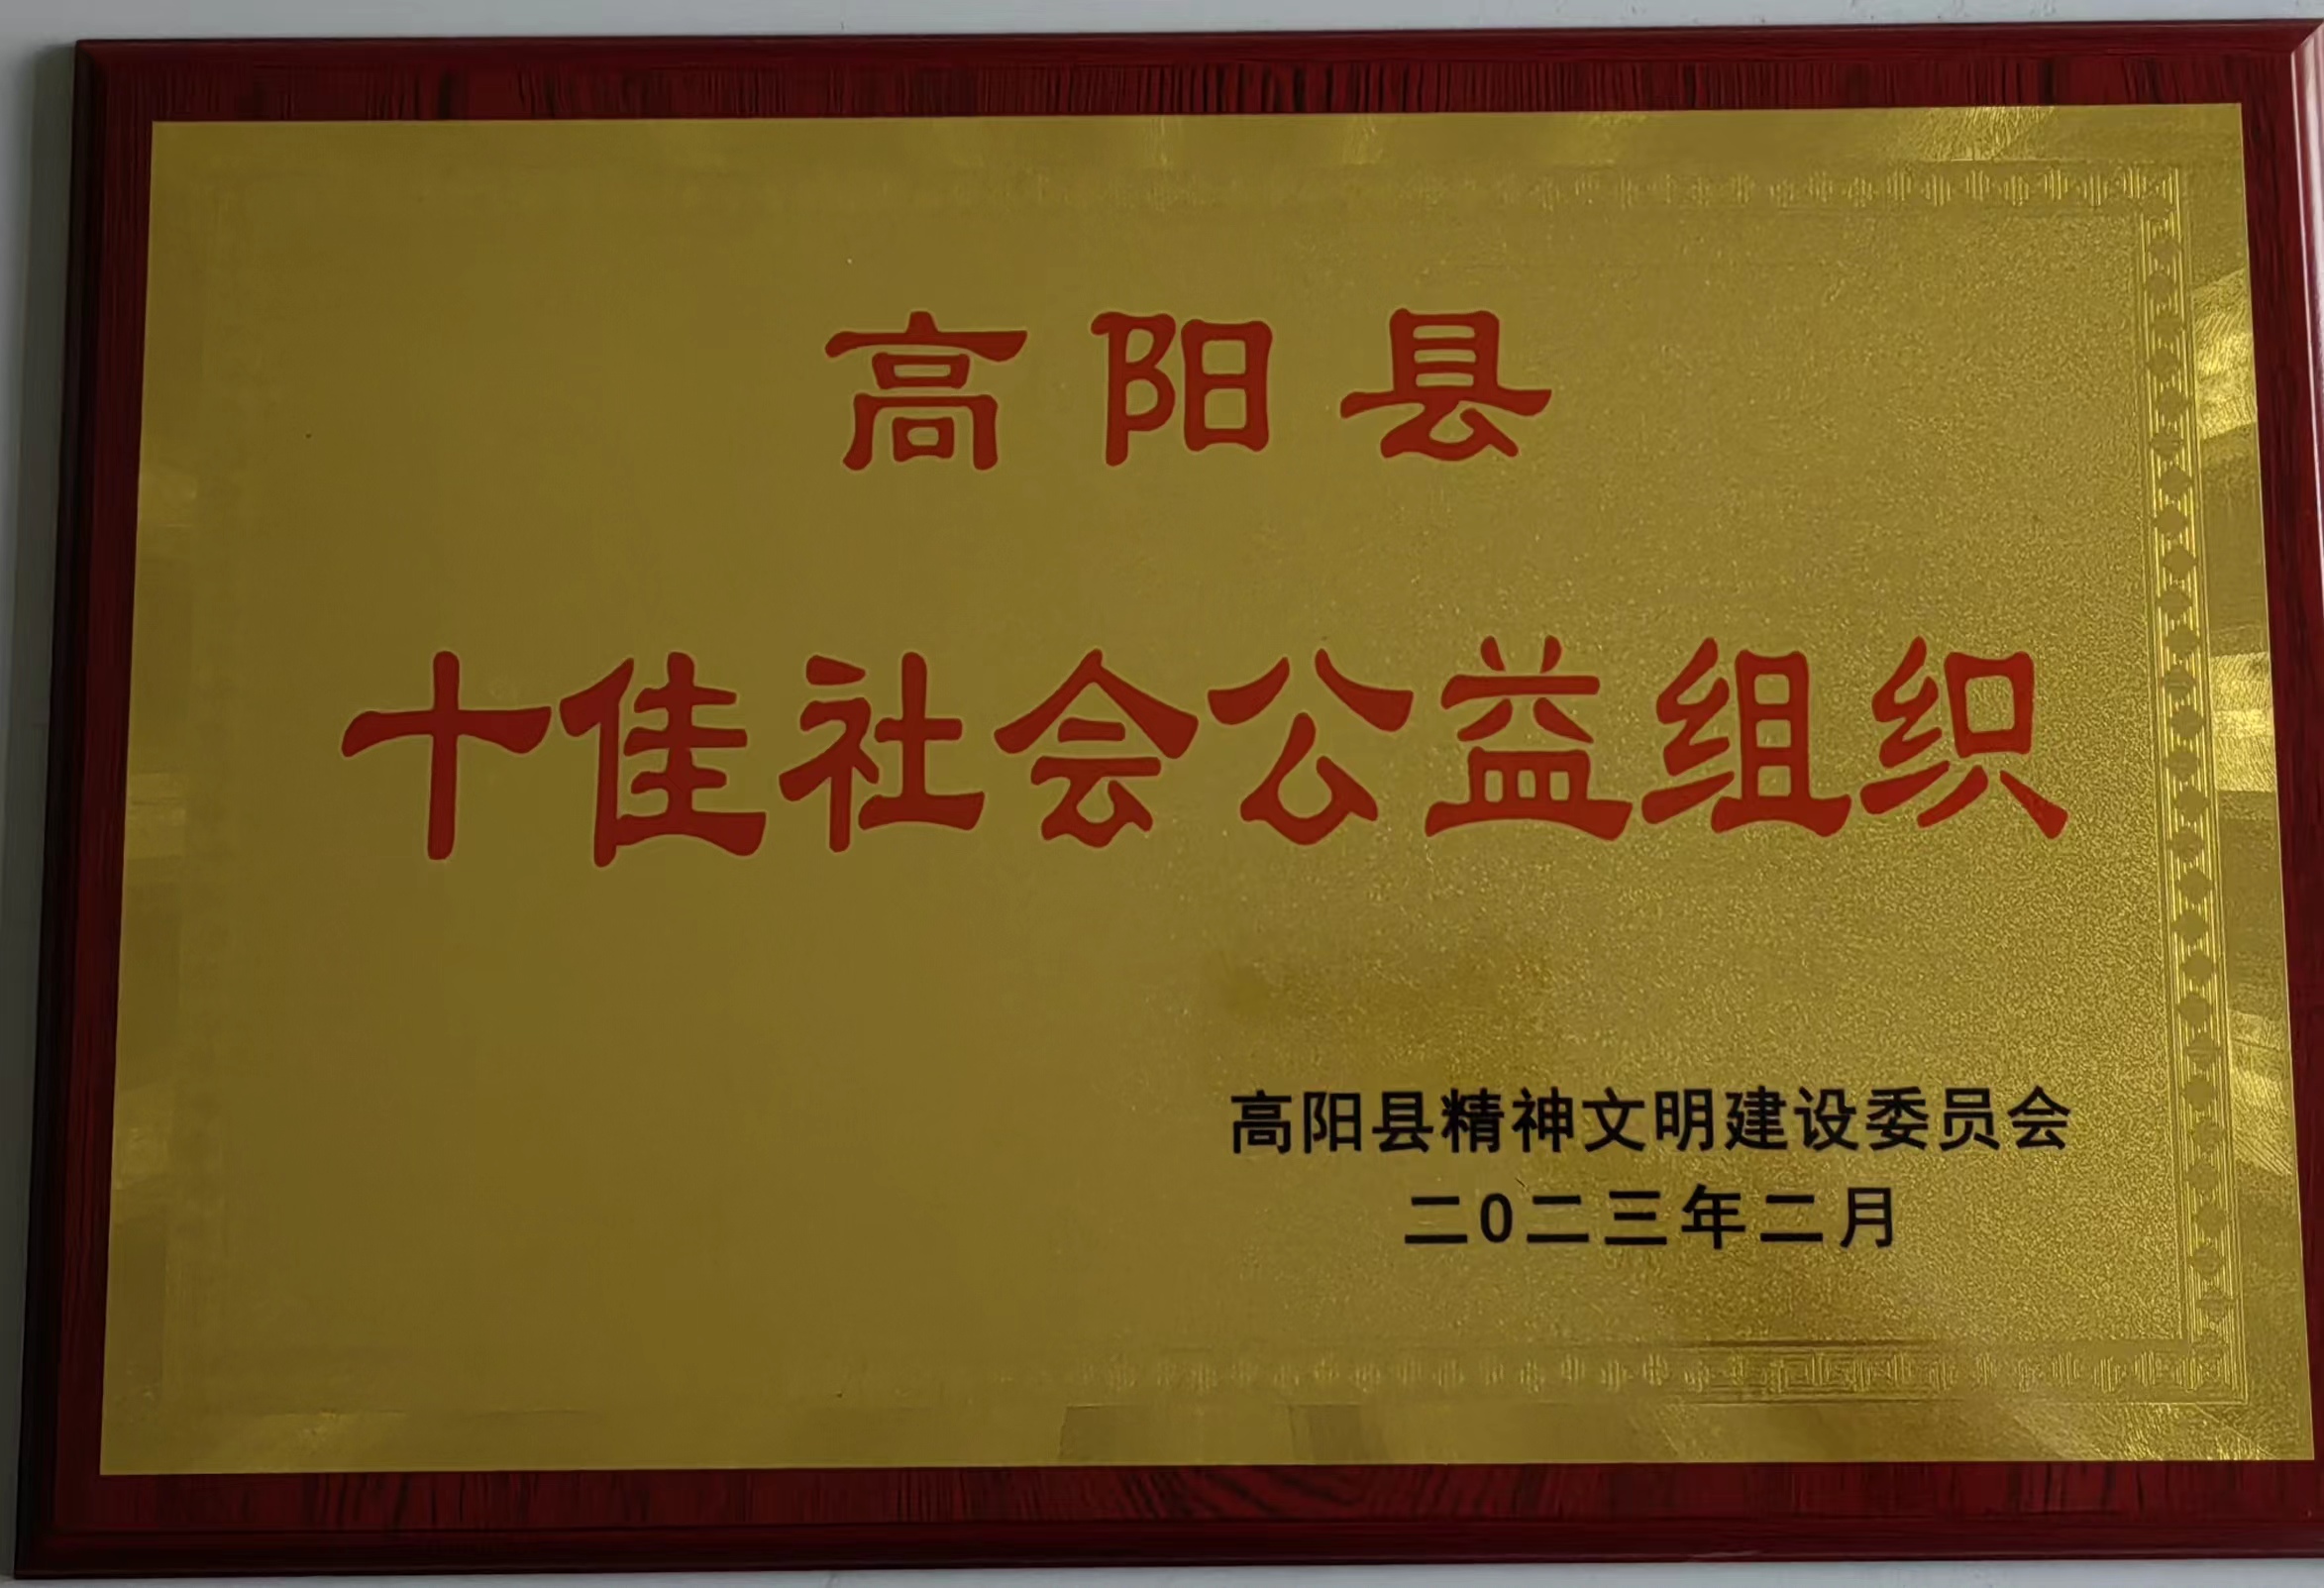 高阳县
十佳社会公益组织
高阳县精神文明建设委员会
二0二三年二月